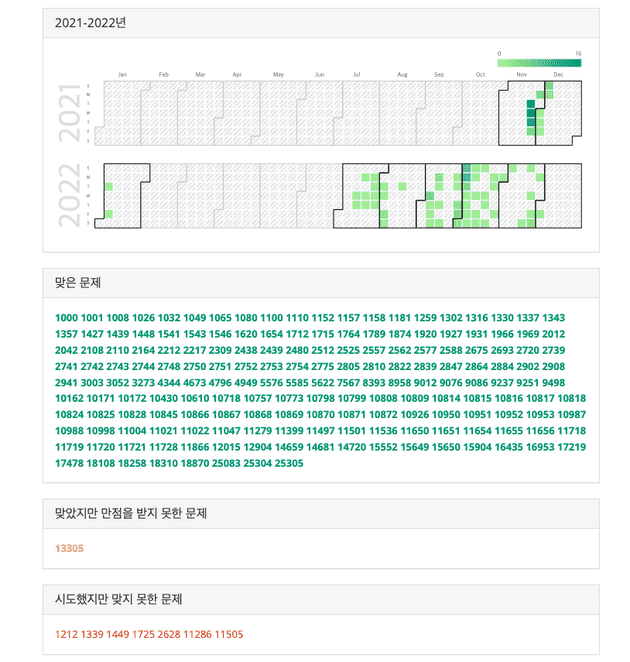 2021-2022년
0 16
Jan Feb Mar Apr May Jun Jul Aug Sep Oct Nov Dec
2021
S
M
T
W
T
F
S
2022
S
M
T
W
T
F
S
맞은 문제
1000 1001 1008 1026 1032 1049 1065 1080 1100 1110 1152 1157 1158 1181 1259 1302 1316 1330 1337 1343
1357 1427 1439 1448 1541 1543 1546 1620 1654 1712 1715 1764 1789 1874 1920 1927 1931 1966 1969 2012
2042 2108 2110 2164 2212 2217 2309 2438 2439 2480 2512 2525 2557 2562 2577 2588 2675 2693 2720 2739
2741 2742 2743 2744 2748 2750 2751 2752 2753 2754 2775 2805 2810 2822 2839 2847 2864 2884 2902 2908
2941 3003 3052 3273 4344 4673 4796 4949 5576 5585 5622 7567 8393 8958 9012 9076 9086 9237 9251 9498
10162 10171 10172 10430 10610 10718 10757 10773 10798 10799 10808 10809 10814 10815 10816 10817 10818
10824 10825 10828 10845 10866 10867 10868 10869 10870 10871 10872 10926 10950 10951 10952 10953 10987
10988 10998 11004 11021 11022 11047 11279 11399 11497 11501 11536 11650 11651 11654 11655 11656 11718
11719 11720 11721 11728 11866 12015 12904 14659 14681 14720 15552 15649 15650 15904 16435 16953 17219
17478 18108 18258 18310 18870 25083 25304 25305
맞았지만 만점을 받지 못한 문제
13305
시도했지만 맞지 못한 문제
1212 1339 1449 1725 2628 11286 11505